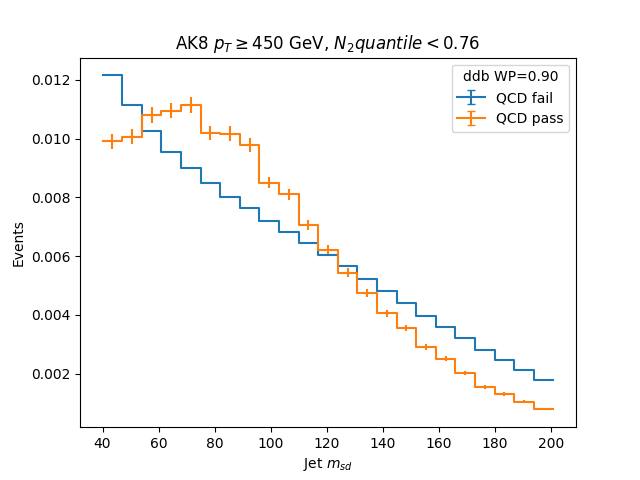 AK8 $p_T \geq 450$ GeV, $N_2quantile < 0.76$
ddb WP=0.90
QCD fail
QCD pass
Events
0.012
0.010
0.008
0.006
0.004
0.002
40 60 80 100 120 140 160 180 200
Jet $m_{sd}$